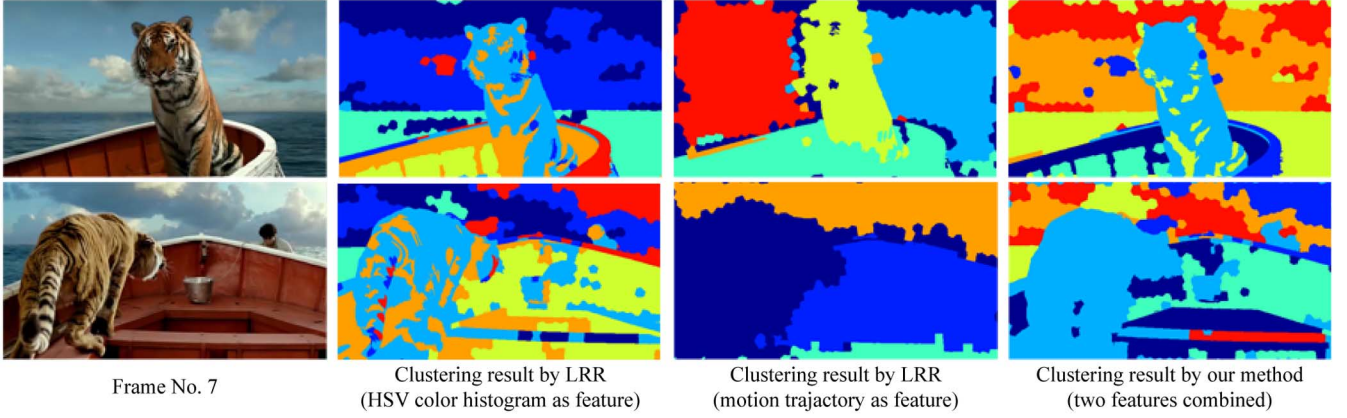 Frame No. 7
Clustering result by LRR
(HSV color histogram as feature)
Clustering result by LRR
(motion trajactory as feature)
Clustering result by our method
(two features combined)